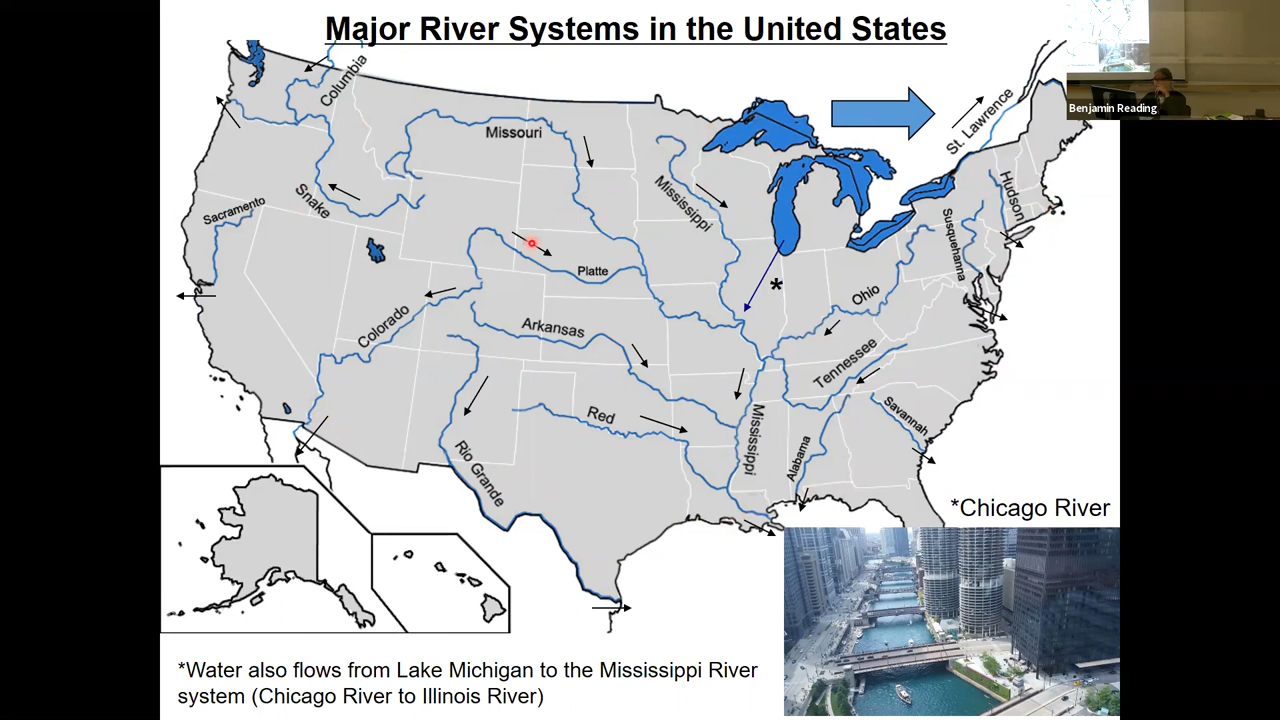 Major River Systems in the United States
Benjamin Reading
Columbia
Missouri
St. Lawrence
Snake
Mississippi
Hudson
Sacramento
Susquehanna
Platte
*
Ohio
Colorado
Arkansas
Tennessee
Red
Mississippi
Savannah
Alabama
Rio Grande
*Chicago River
*Water also flows from Lake Michigan to the Mississippi River
system (Chicago River to Illinois River)